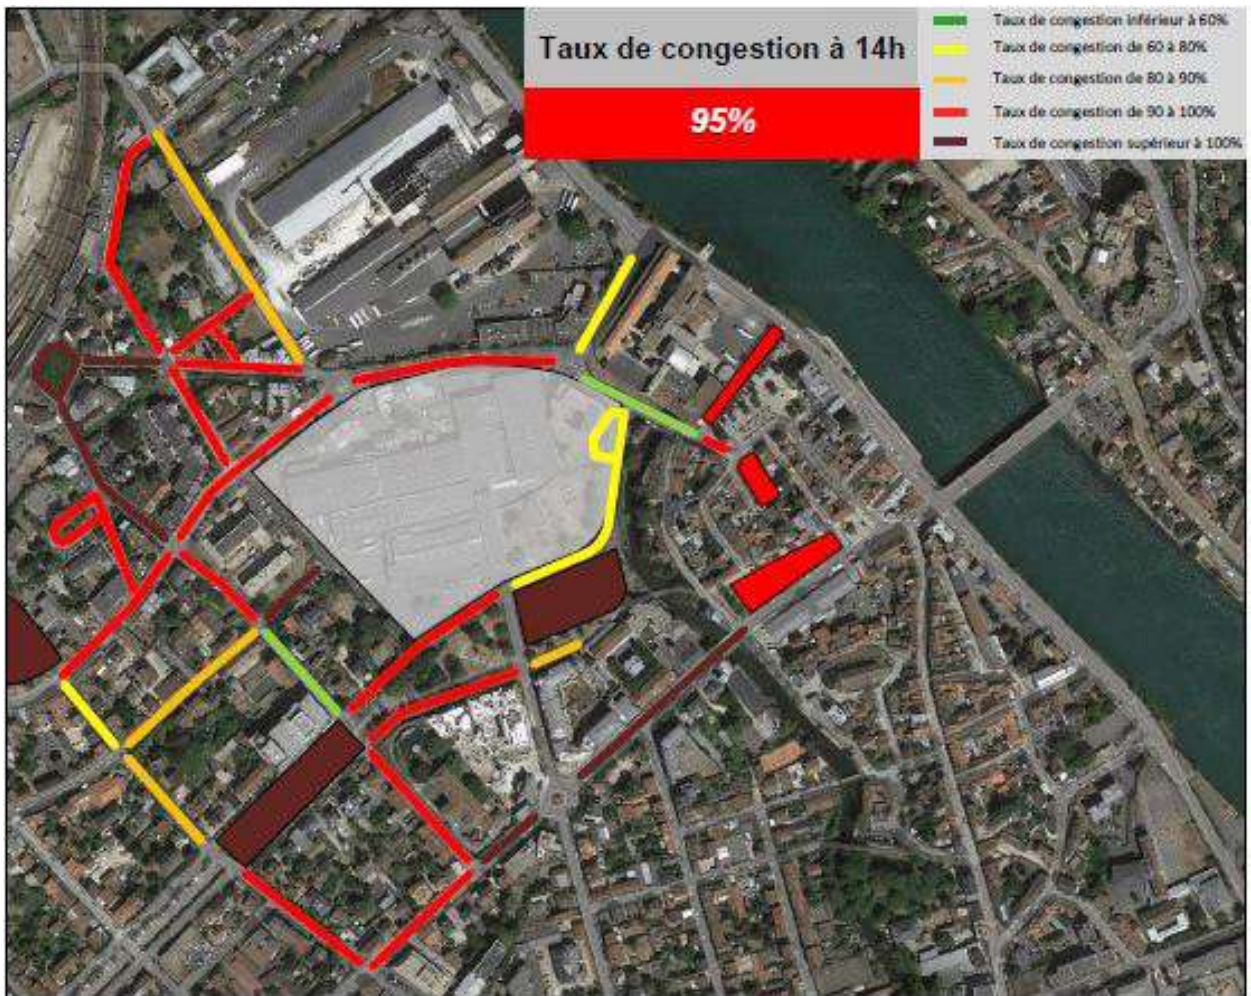 Taux de congestion à 14h
95%
Taux de congestion inférieur à 60%
Taux de congestion de 60 à 80%
Taux de congestion de 80 à 90%
Taux de congestion de 90 à 100%
Taux de congestion supérieur à 100%